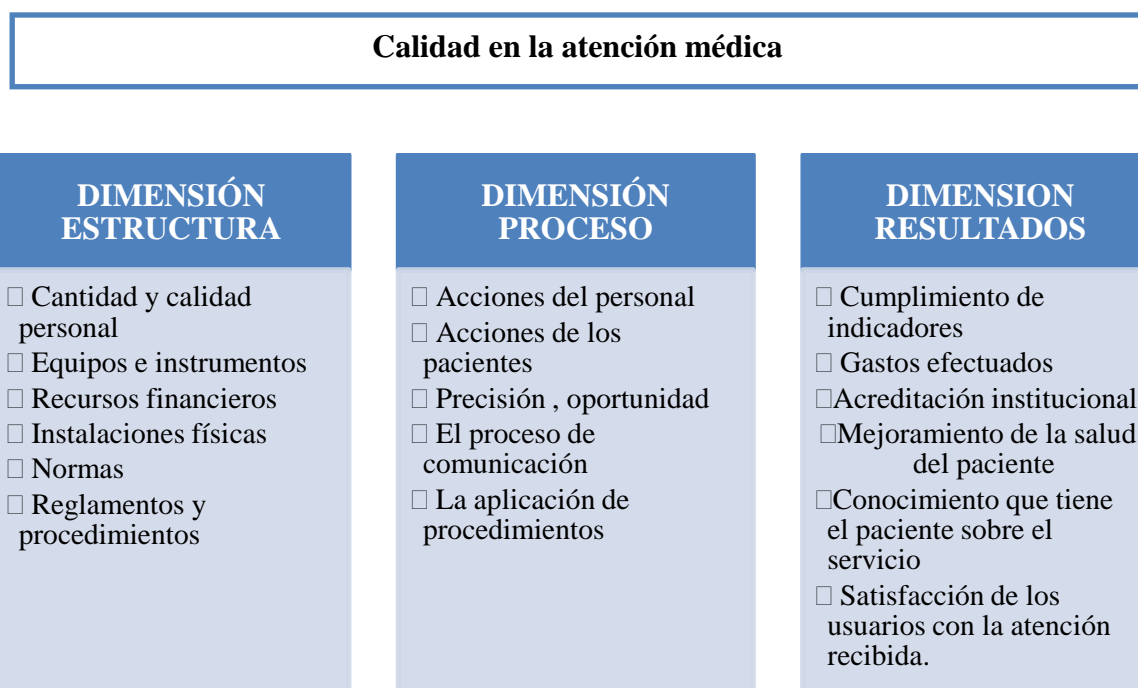 Calidad en la atención médica
DIMENSIÓN
ESTRUCTURA
□ Cantidad y calidad
personal
□ Equipos e instrumentos
□ Recursos financieros
□ Instalaciones físicas
□ Normas
□ Reglamentos y
procedimientos
DIMENSIÓN
PROCESO
□ Acciones del personal
□ Acciones de los
pacientes
□ Precisión , oportunidad
□ El proceso de
comunicación
□ La aplicación de
procedimientos
DIMENSION
RESULTADOS
□ Cumplimiento de
indicadores
□ Gastos efectuados
□Acreditación institucional
□Mejoramiento de la salud
del paciente
□Conocimiento que tiene
el paciente sobre el
servicio
□ Satisfacción de los
usuarios con la atención
recibida.